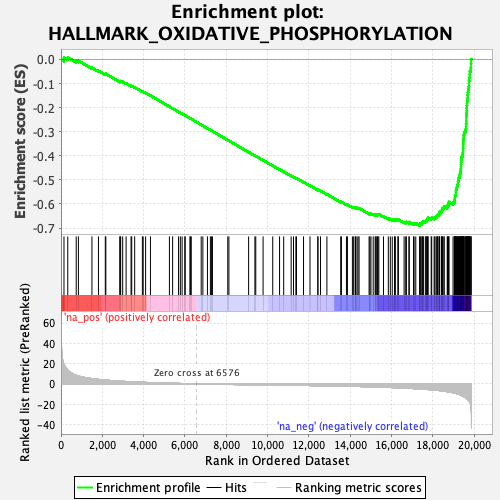 Enrichment plot:
HALLMARK_OXIDATIVE_PHOSPHORYLATION
Enrichment score (ES)
0.0
-0.1
-0.2
-0.3
-0.4
-0.5
-0.6
-0.7
'na_pos' (positively correlated)
Ranked list metric (PreRanked)
60
40
20
0
-20
-40
Zero cross at 6576
'na_neg' (negatively correlated)
0 2,000 4,000 6,000 8,000 10,000 12,000 14,000 16,000 18,000 20,000
Rank in Ordered Dataset
Enrichment profile Hits Ranking metric scores